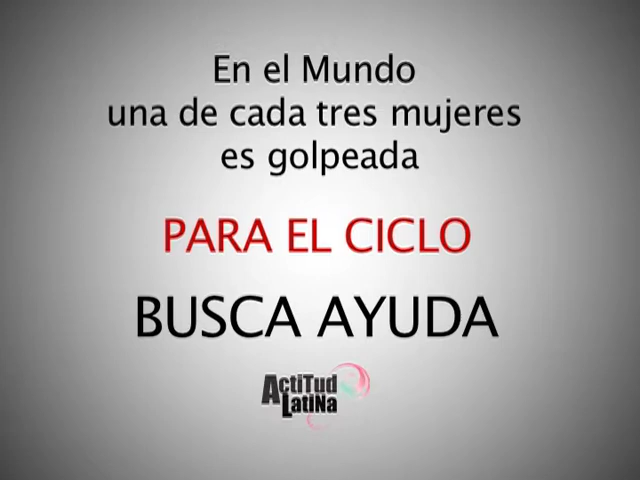 En el Mundo
una de cada tres mujeres
es golpeada
PARA EL CICLO
BUSCA AYUDA
ActiTud
LatiNa